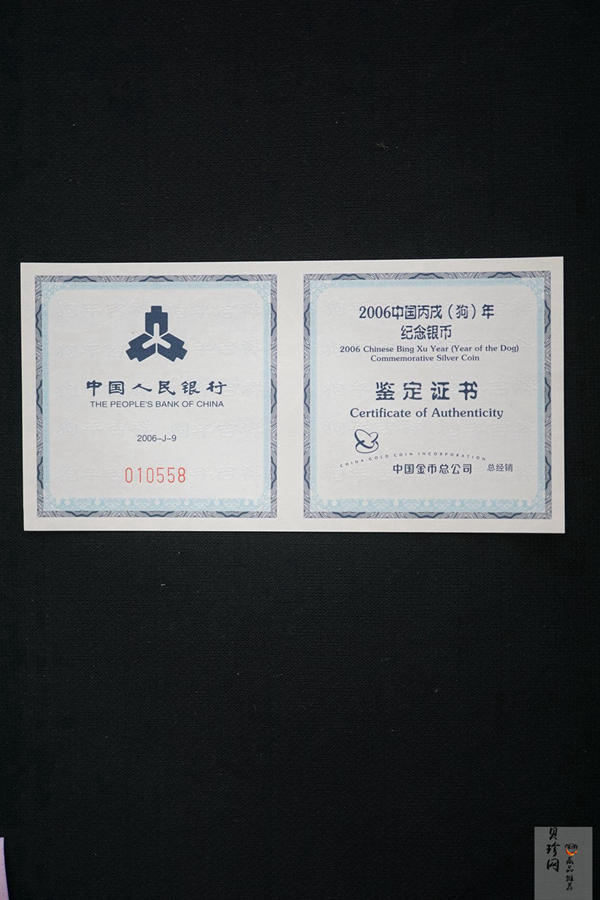 中国人民银行
THE PEOPLE'S BANK OF CHINA
2006-J-9
010558
2006中国丙戌(狗)年
纪念银币
2006 Chinese Bing Xu Year (Year of the Dog)
Commemorative Silver Coin
鉴定证书
Certificate of Authenticity
CHINA GOLD COIN INCORPORATION
中国金币总公司 总经销
贝珍网